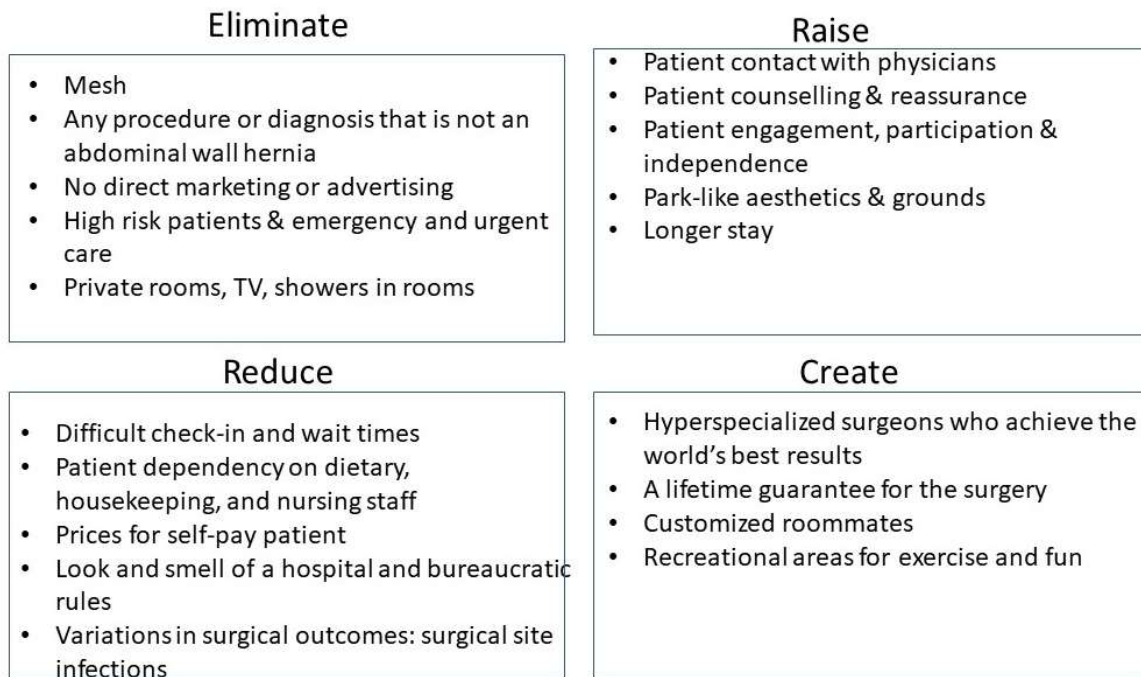 Eliminate
• Mesh
• Any procedure or diagnosis that is not an
abdominal wall hernia
• No direct marketing or advertising
• High risk patients & emergency and urgent
care
• Private rooms, TV, showers in rooms
Raise
• Patient contact with physicians
• Patient counselling & reassurance
• Patient engagement, participation &
independence
• Park-like aesthetics & grounds
• Longer stay
Reduce
• Difficult check-in and wait times
• Patient dependency on dietary,
housekeeping, and nursing staff
• Prices for self-pay patient
• Look and smell of a hospital and bureaucratic
rules
• Variations in surgical outcomes: surgical site
infections
Create
• Hyperspecialized surgeons who achieve the
world’s best results
• A lifetime guarantee for the surgery
• Customized roommates
• Recreational areas for exercise and fun